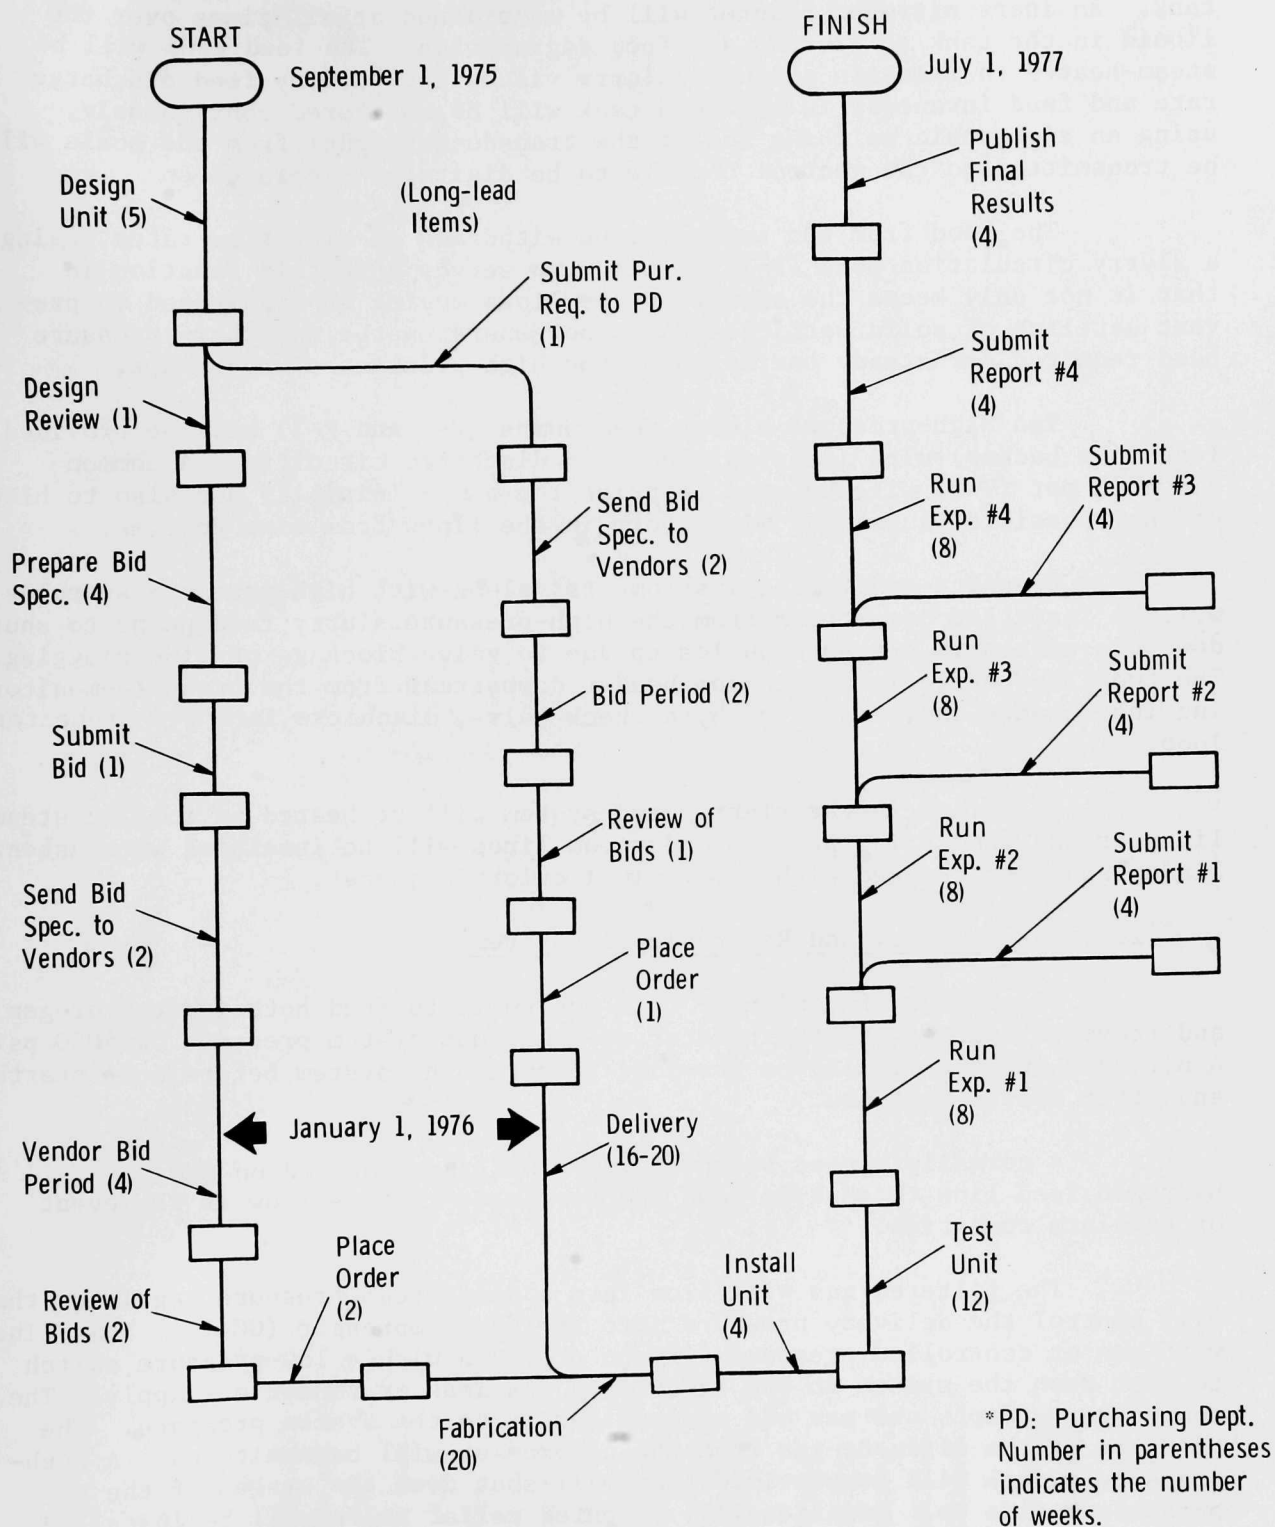 START
September 1, 1975
Design
Unit (5)
(Long-lead
Items)
Submit Pur.
Req. to PD
(1)
Design
Review (1)
Send Bid
Spec. to
Vendors (2)
Prepare Bid
Spec. (4)
Bid Period (2)
Submit
Bid (1)
Review of
Bids (1)
Send Bid
Spec. to
Vendors (2)
Place
Order
(1)
January 1, 1976
Delivery
(16-20)
Vendor Bid
Period (4)
Review of
Bids (2)
Place
Order
(2)
Fabrication
(20)
Install
Unit
(4)
FINISH
July 1, 1977
Publish
Final
Results
(4)
Submit
Report #4
(4)
Run
Exp. #4
(8)
Submit
Report #3
(4)
Run
Exp. #3
(8)
Submit
Report #2
(4)
Run
Exp. #2
(8)
Submit
Report #1
(4)
Run
Exp. #1
(8)
Test
Unit
(12)
*PD: Purchasing Dept.
Number in parentheses
indicates the number
of weeks.